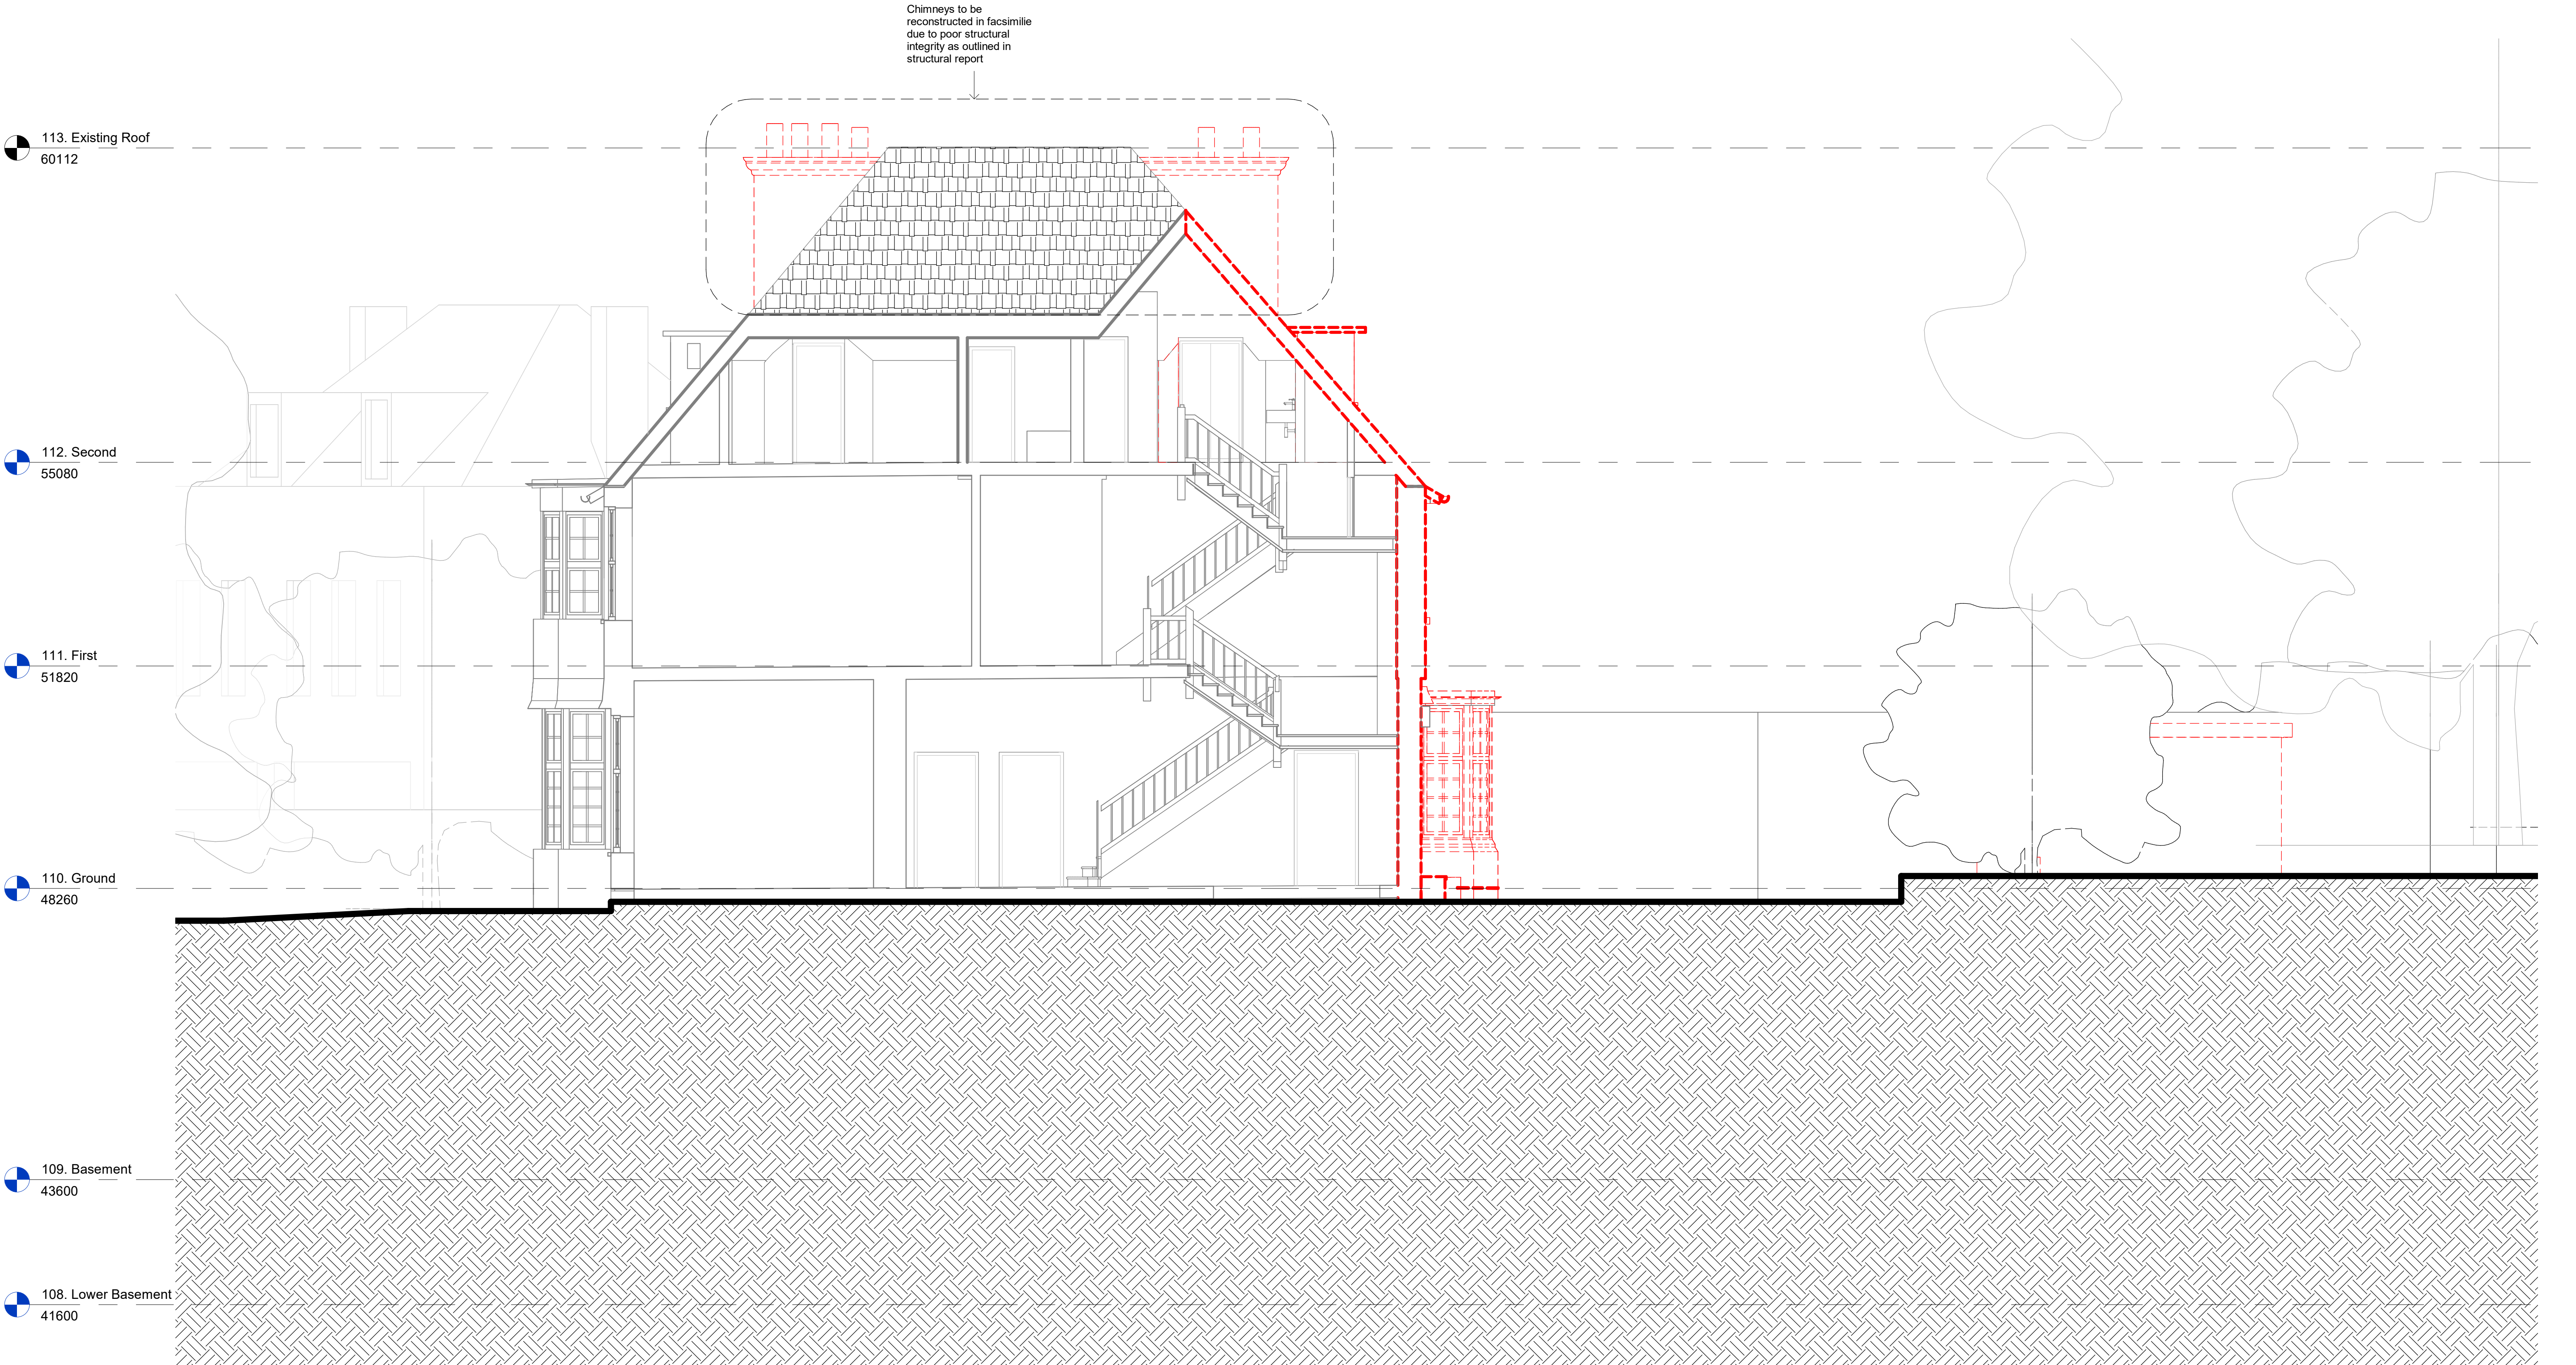 Chimneys to be
reconstructed in facsimilie
due to poor structural
integrity as outlined in
structural report
113. Existing Roof
60112
112. Second
55080
111. First
51820
110. Ground
48260
109. Basement
43600
108. Lower Basement
41600